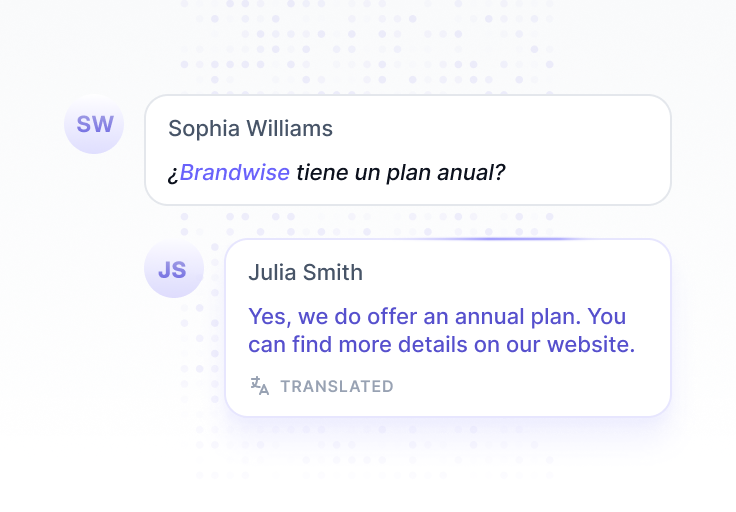 SW
Sophia Williams
¿Brandwise tiene un plan anual?
JS
Julia Smith
Yes, we do offer an annual plan. You
can find more details on our website.
TRANSLATED